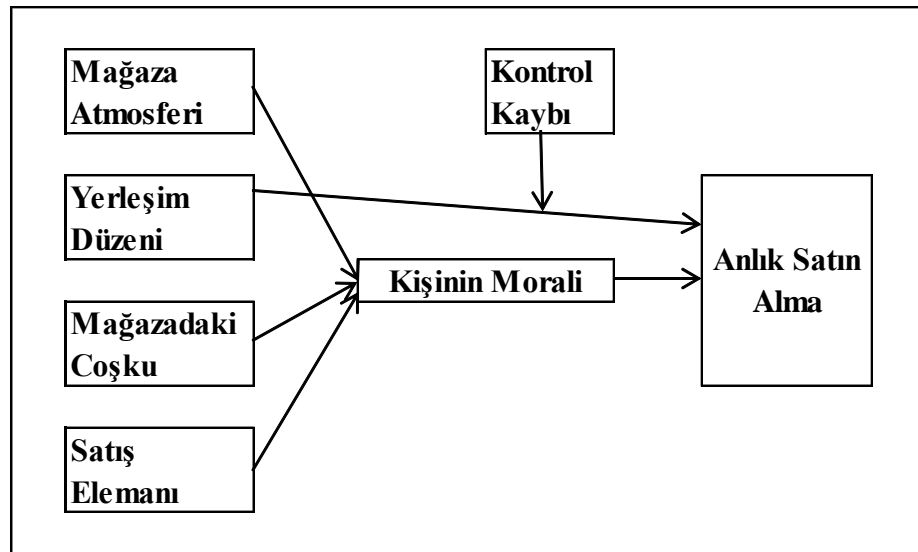 Mağaza
Atmosferi
Kontrol
Kaybı
Yerleşim
Düzeni
Anlık Satın
Alma
Kişinin Morali
Mağazadaki
Coşku
Satış
Elemanı